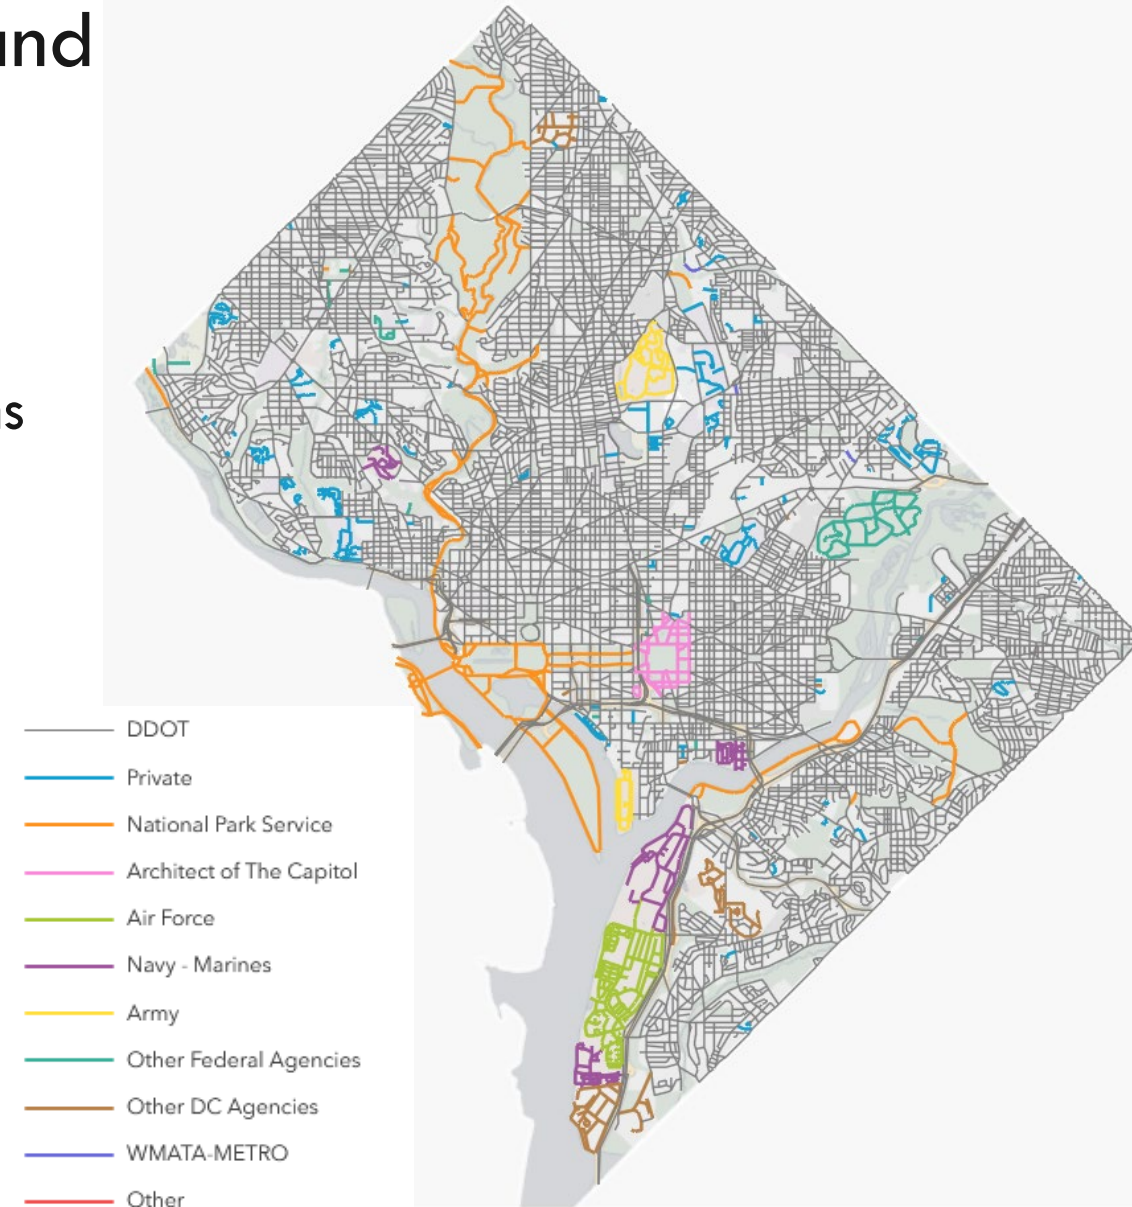 und
s
DDOT
Private
National Park Service
Architect of The Capitol
Air Force
Navy - Marines
Army
Other Federal Agencies
Other DC Agencies
WMATA-METRO
Other